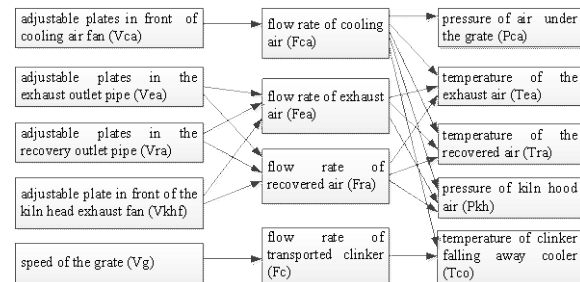 adjustable plates in front of
cooling air fan (Vca)
adjustable plates in the
exhaust outlet pipe (Vea)
adjustable plates in the
recovery outlet pipe (Vra)
adjustable plate in front of the
kiln head exhaust fan (Vkhf)
speed of the grate (Vg)
flow rate of cooling
air (Fca)
flow rate of exhaust
air (Fea)
flow rate of
recovered air (Fra)
flow rate of
transported clinker
(Fc)
pressure of air under
the grate (Pca)
temperature of the
exhaust air (Tea)
temperature of the
recovered air (Tra)
pressure of kiln hood
air (Pkh)
temperature of clinker
falling away cooler
(Tco)